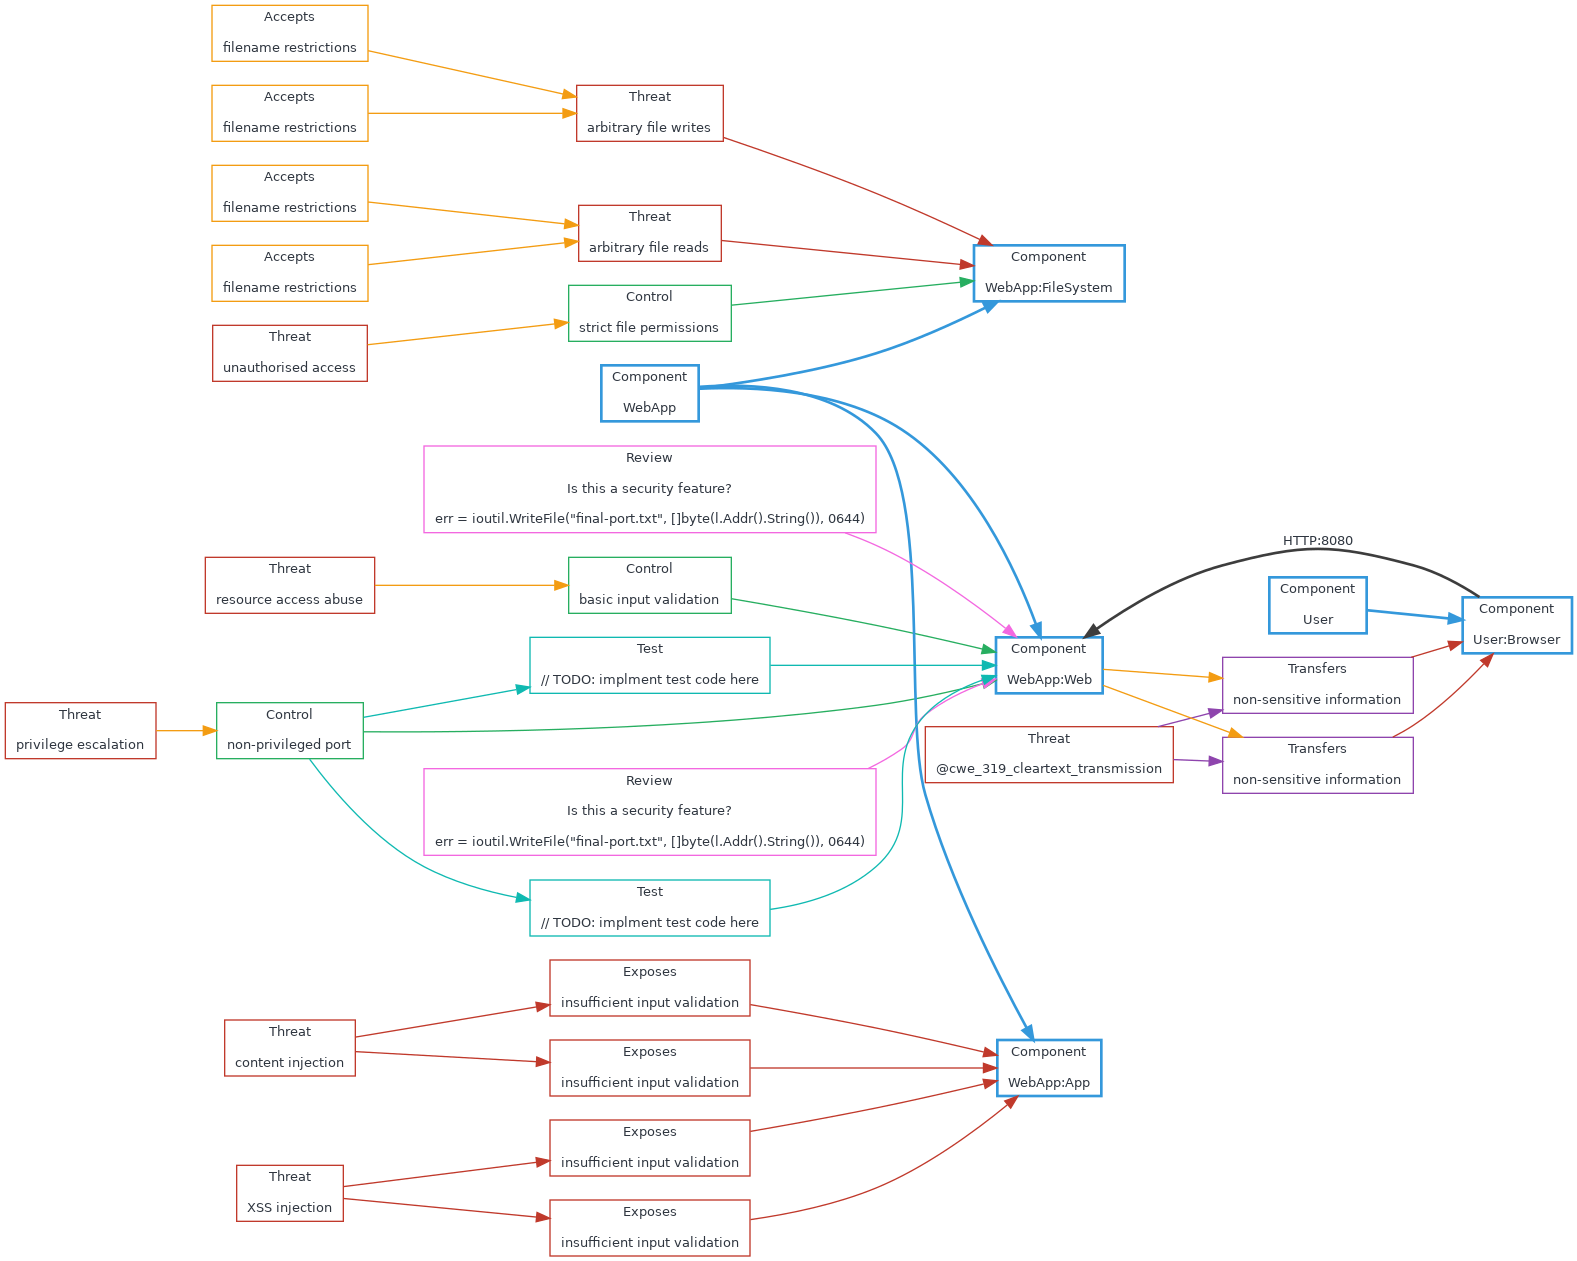 Accepts
filename restrictions
Accepts
filename restrictions
Threat
arbitrary file writes
Accepts
filename restrictions
Threat
arbitrary file reads
Accepts
filename restrictions
Component
WebApp:FileSystem
Control
strict file permissions
Threat
unauthorised access
Component
WebApp
Review
Is this a security feature?
err = ioutil.WriteFile("final-port.txt", []byte(l.Addr().String()), 0644)
HTTP:8080
Threat
resource access abuse
Control
basic input validation
Component
User
Component
User:Browser
Test
// TODO: implment test code here
Component
WebApp:Web
Transfers
non-sensitive information
Threat
privilege escalation
Control
non-privileged port
Threat
@cwe_319_cleartext_transmission
Transfers
non-sensitive information
Review
Is this a security feature?
err = ioutil.WriteFile("final-port.txt", []byte(l.Addr().String()), 0644)
Test
// TODO: implment test code here
Exposes
insufficient input validation
Threat
content injection
Exposes
insufficient input validation
Component
WebApp:App
Exposes
insufficient input validation
Threat
XSS injection
Exposes
insufficient input validation